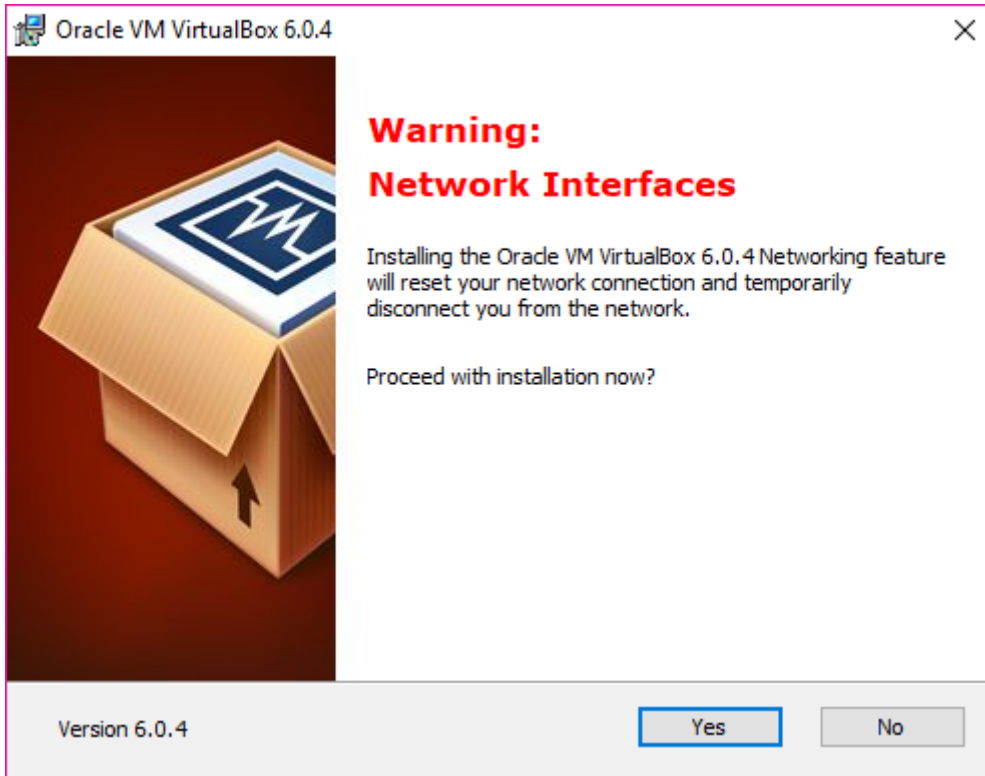 Oracle VM VirtualBox 6.0.4
Warning:
Network Interfaces
Installing the Oracle VM VirtualBox 6.0.4 Networking feature
will reset your network connection and temporarily
disconnect you from the network.
Proceed with installation now?
Version 6.0.4
Yes
No